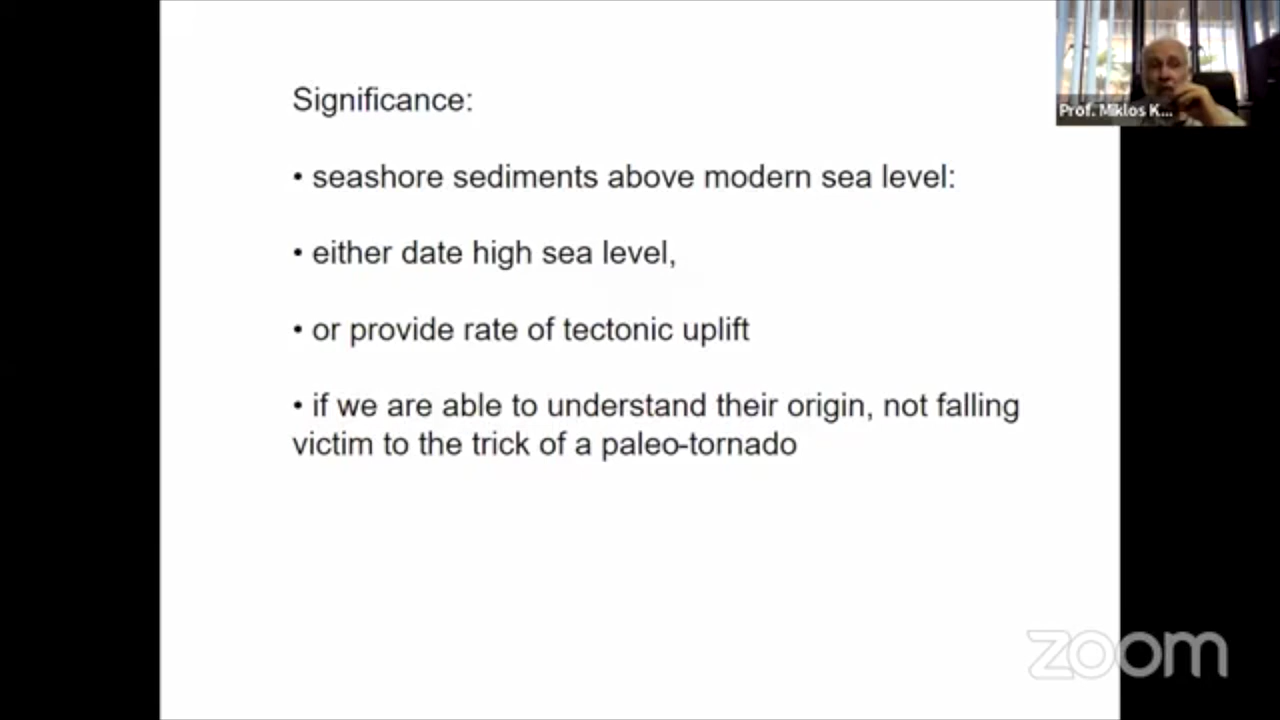 Significance:
• seashore sediments above modern sea level:
• either date high sea level,
• or provide rate of tectonic uplift
• if we are able to understand their origin, not falling
victim to the trick of a paleo-tornado
Prof. Miklos K...
zoom